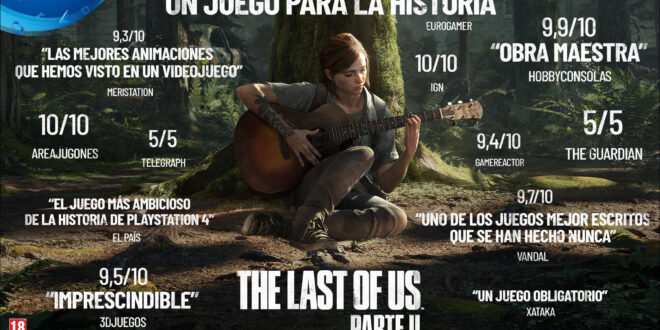 UN JUEGO PARA LA HISTORIA
EUROGAMER
9,3/10
"LAS MEJORES ANIMACIONES
QUE HEMOS VISTO EN UN VIDEOJUEGO"
MERISTATION
10/10
IGN
9,9/10
"OBRA MAESTRA"
HOBBYCONSOLAS
10/10
AREAJUGONES
5/5
TELEGRAPH
9,4/10
GAMEREACTOR
5/5
THE GUARDIAN
"EL JUEGO MÁS AMBICIOSO
DE LA HISTORIA DE PLAYSTATION 4"
EL PAÍS
9,7/10
"UNO DE LOS JUEGOS MEJOR ESCRITOS
QUE SE HAN HECHO NUNCA"
VANDAL
9,5/10
"IMPRESCINDIBLE"
3DJUEGOS
THE LAST OF US
PARTE II
"UN JUEGO OBLIGATORIO"
XATAKA
18